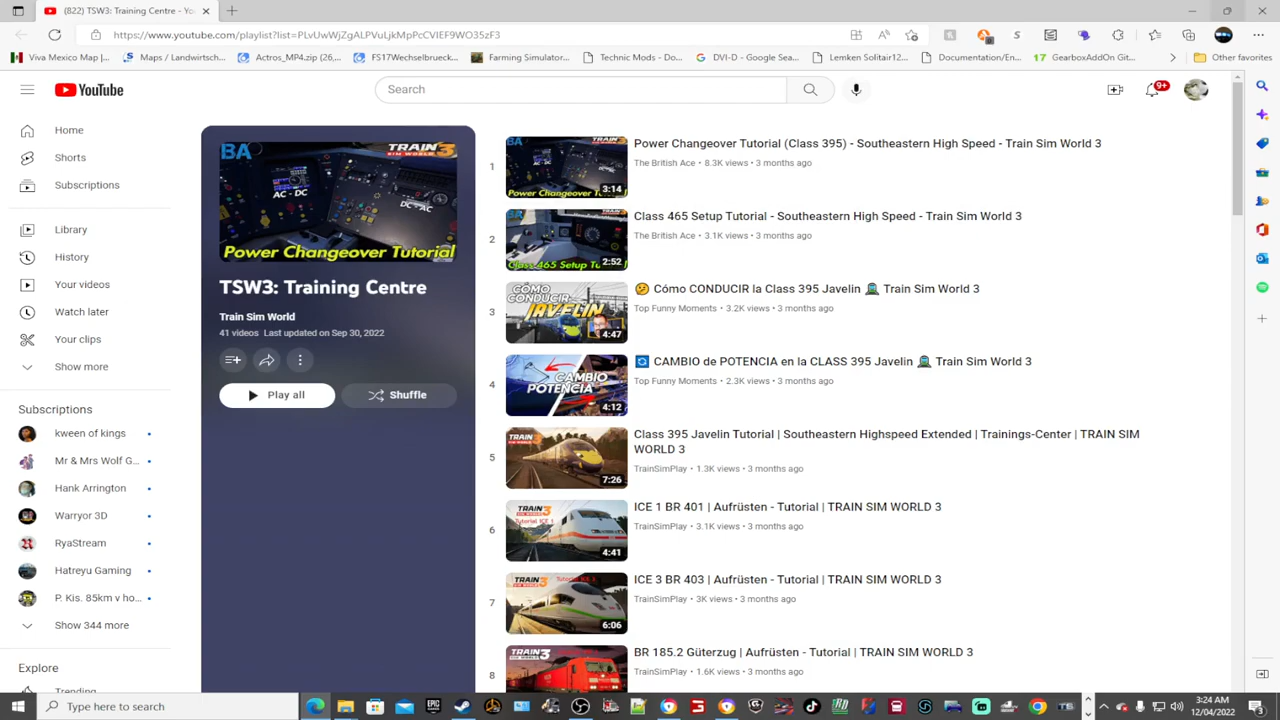 (822) TSW3: Training Centre - Yo
https://www.youtube.com/playlist?list=PLvUwWjZgALPVuLjkMpPcCVIEF9WO35zF3
Viva Mexico Map |...
Maps / Landwirtsch...
Actros_MP4.zip (26,...
FS17Wechselbrueck...
Farming Simulator...
Technic Mods - Do...
DVI-D - Google Sea...
Lemken Solitair12...
Documentation/En...
GearboxAddOn Git...
Other favorites
YouTube
Search
9+
Home
Shorts
Subscriptions
Library
History
Your videos
Watch later
Your clips
Show more
Subscriptions
kween of kings
Mr & Mrs Wolf G...
Hank Arrington
Warryor 3D
RyaStream
Hatreyu Gaming
P. Kis. 85km v ho...
Show 344 more
Explore
Trending
BA
TRAIN SIM WORLD 3
AC - DC
DC - AC
Power Changeover Tutorial
TSW3: Training Centre
Train Sim World
41 videos Last updated on Sep 30, 2022
Play all
Shuffle
1
3:14
Power Changeover Tutorial (Class 395) - Southeastern High Speed - Train Sim World 3
The British Ace • 8.3K views • 3 months ago
2
Class 465 Setup Tutorial
2:52
Class 465 Setup Tutorial - Southeastern High Speed - Train Sim World 3
The British Ace • 3.1K views • 3 months ago
3
CÓMO
CONDUCIR
JAVELIN
4:47
Cómo CONDUCIR la Class 395 Javelin Train Sim World 3
Top Funny Moments • 3.2K views • 3 months ago
4
CAMBIO
POTENCIA
4:12
CAMBIO de POTENCIA en la CLASS 395 Javelin Train Sim World 3
Top Funny Moments • 2.3K views • 3 months ago
5
7:26
Class 395 Javelin Tutorial | Southeastern Highspeed Extended | Trainings-Center | TRAIN SIM
WORLD 3
TrainSimPlay • 1.3K views • 3 months ago
6
Tutorial ICE 1
4:41
ICE 1 BR 401 | Aufrüsten - Tutorial | TRAIN SIM WORLD 3
TrainSimPlay • 3.1K views • 3 months ago
7
6:06
ICE 3 BR 403 | Aufrüsten - Tutorial | TRAIN SIM WORLD 3
TrainSimPlay • 3K views • 3 months ago
8
BR 185.2 Güterzug | Aufrüsten - Tutorial | TRAIN SIM WORLD 3
TrainSimPlay • 1.6K views • 3 months ago
Type here to search
3:24 AM
12/04/2022